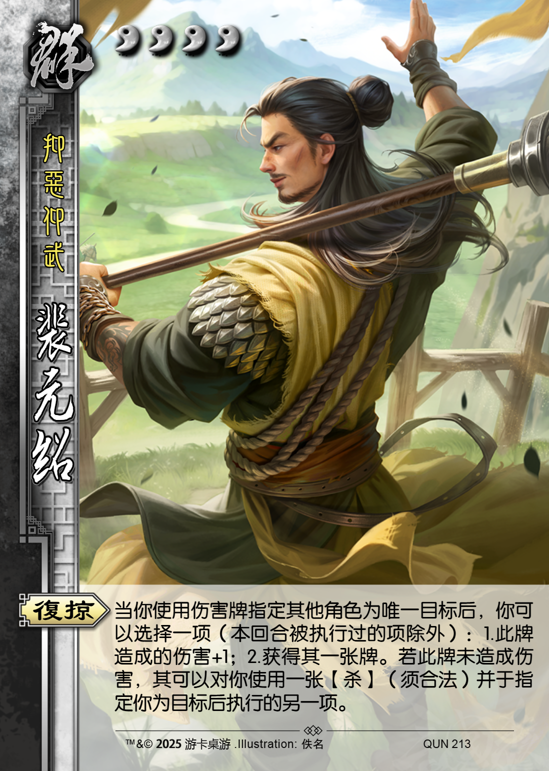 群
抑惡仰武
裴元绍
復掠
当你使用伤害牌指定其他角色为唯一目标后，你可
以选择一项（本回合被执行过的项除外）：1.此牌
造成的伤害+1；2.获得其一张牌。若此牌未造成伤
害，其可以对你使用一张【杀】（须合法）并于指
定你为目标后执行的另一项。
™&© 2025 游卡桌游 .Illustration: 佚名
QUN 213